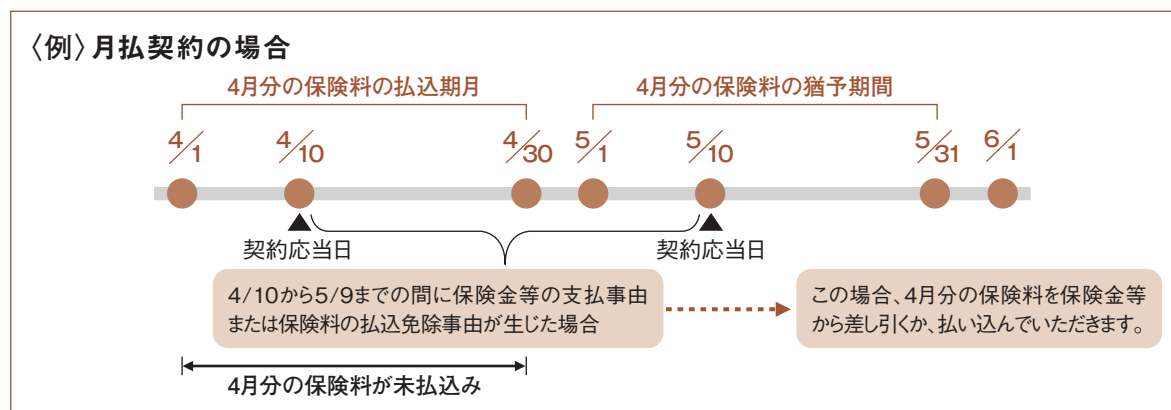 〈例〉月払契約の場合
4月分の保険料の払込期月
4月分の保険料の猶予期間
4/1
4/10
4/30
5/1
5/10
5/31
6/1
契約応当日
契約応当日
4/10から5/9までの間に保険金等の支払事由
または保険料の払込免除事由が生じた場合
この場合、4月分の保険料を保険金等
から差し引くか、払い込んでいただきます。
4月分の保険料が未払込み